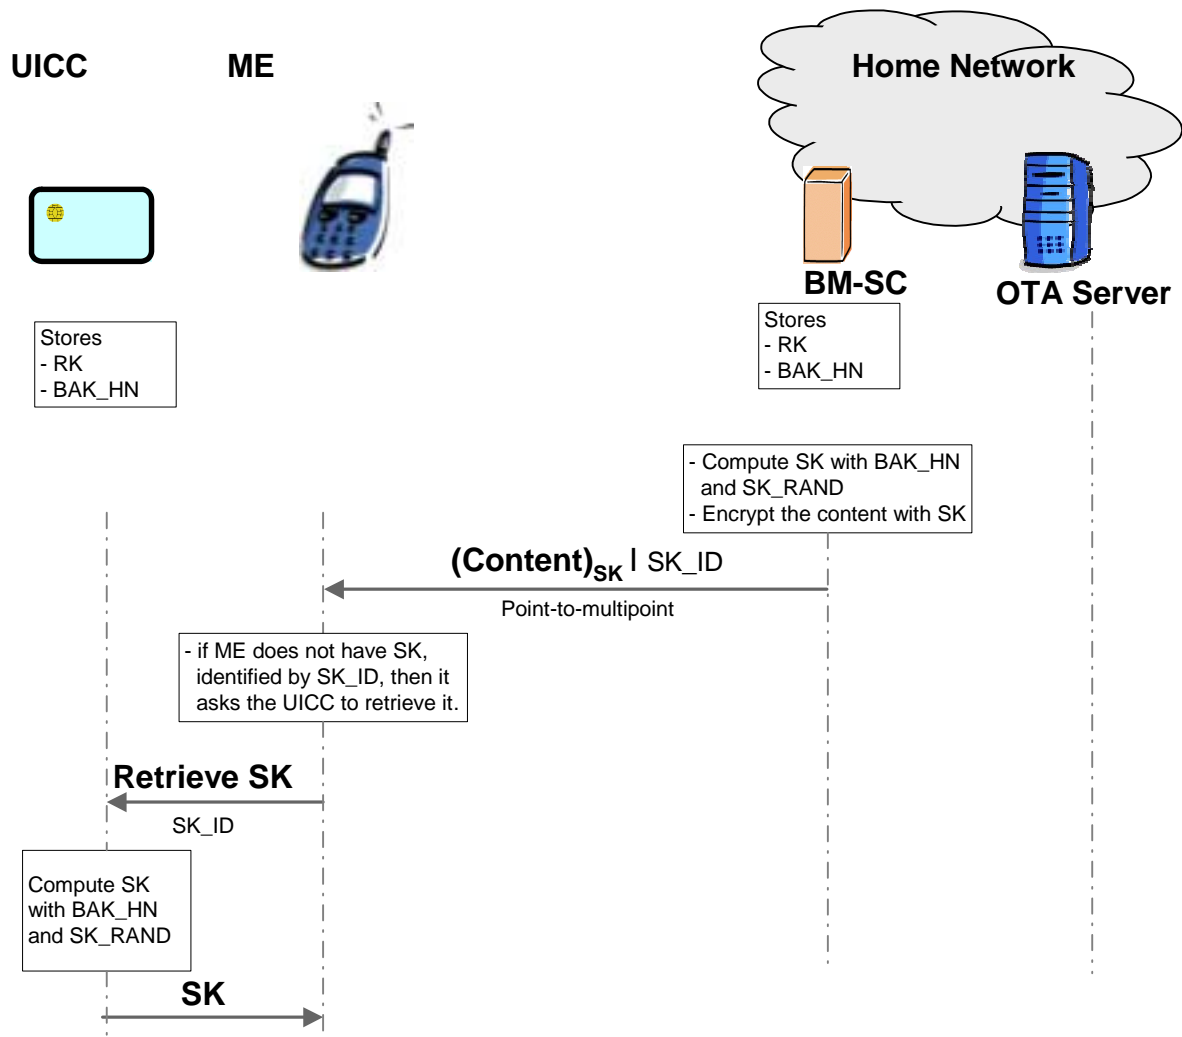 UICC
ME
Home Network
BM-SC
OTA Server
Stores
- RK
- BAK_HN
Stores
- RK
- BAK_HN
- Compute SK with BAK_HN
and SK_RAND
- Encrypt the content with SK
(Content)SK | SK_ID
Point-to-multipoint
- if ME does not have SK,
identified by SK_ID, then it
asks the UICC to retrieve it.
Retrieve SK
SK_ID
Compute SK
with BAK_HN
and SK_RAND
SK